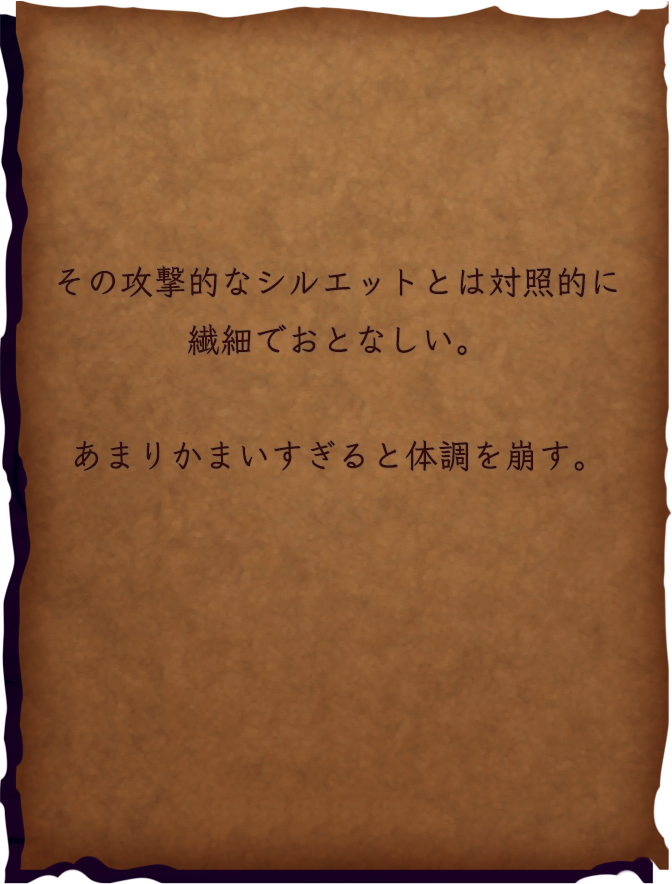 その攻撃的なシルエットとは対照的に
繊細でおとなしい。
あまりかまいすぎると体調を崩す。